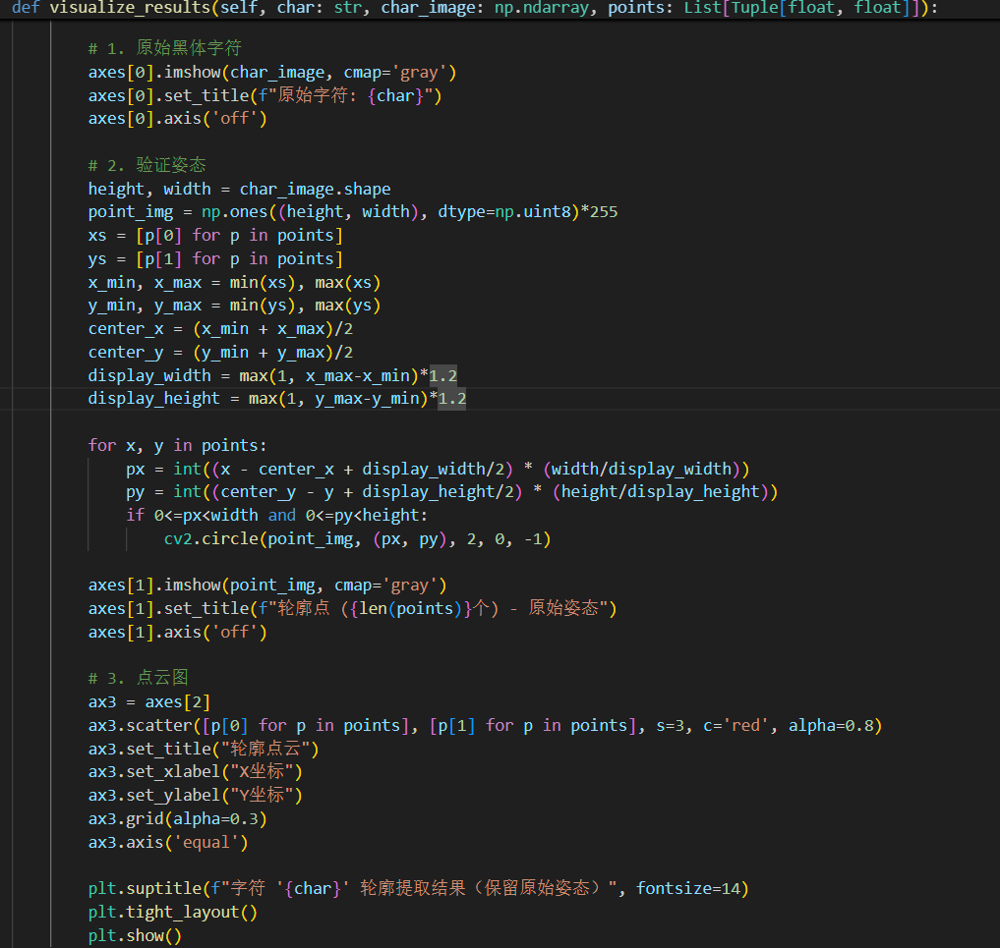 def visualize_results(self, char: str, char_image: np.ndarray, points: List[Tuple[float, float]]):
# 1. 原始黑体字符
axes[0].imshow(char_image, cmap='gray')
axes[0].set_title(f"原始字符: {char}")
axes[0].axis('off')
# 2. 验证姿态
height, width = char_image.shape
point_img = np.ones((height, width), dtype=np.uint8)*255
xs = [p[0] for p in points]
ys = [p[1] for p in points]
x_min, x_max = min(xs), max(xs)
y_min, y_max = min(ys), max(ys)
center_x = (x_min + x_max)/2
center_y = (y_min + y_max)/2
display_width = max(1, x_max-x_min)*1.2
display_height = max(1, y_max-y_min)*1.2
for x, y in points:
px = int((x - center_x + display_width/2) * (width/display_width))
py = int((center_y - y + display_height/2) * (height/display_height))
if 0<=px<width and 0<=py<height:
cv2.circle(point_img, (px, py), 2, 0, -1)
axes[1].imshow(point_img, cmap='gray')
axes[1].set_title(f"轮廓点 ({len(points)}个) - 原始姿态")
axes[1].axis('off')
# 3. 点云图
ax3 = axes[2]
ax3.scatter([p[0] for p in points], [p[1] for p in points], s=3, c='red', alpha=0.8)
ax3.set_title("轮廓点云")
ax3.set_xlabel("X坐标")
ax3.set_ylabel("Y坐标")
ax3.grid(alpha=0.3)
ax3.axis('equal')
plt.suptitle(f"字符 '{char}' 轮廓提取结果（保留原始姿态）", fontsize=14)
plt.tight_layout()
plt.show()